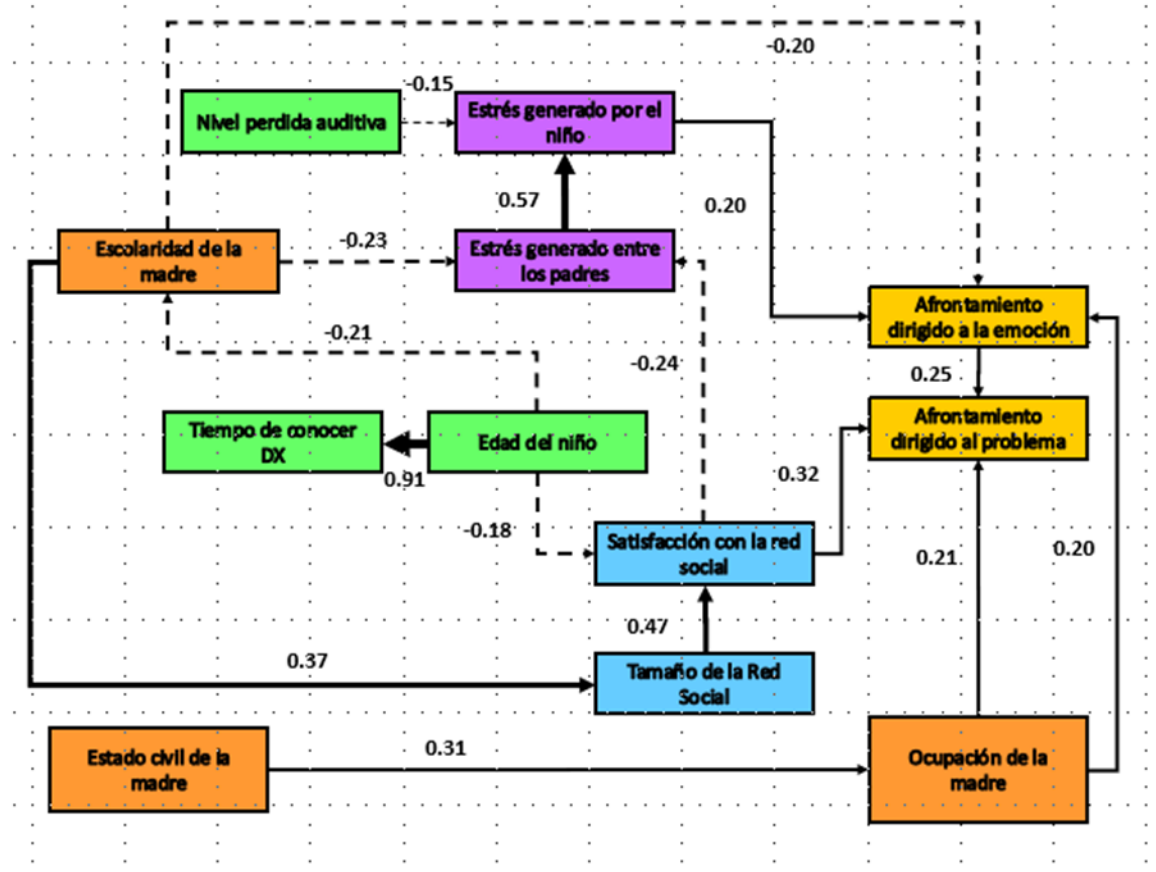 -0.20
-0.15
Nivel perdida auditiva
Estrés generado por el
niño
0.57
0.20
Escolaridad de la
madre
-0.23
Estrés generado entre
los padres
Afrontamiento
dirigido a la emoción
-0.21
-0.24
0.25
Tiempo de conocer
DX
Edad del niño
Afrontamiento
dirigido al problema
0.91
0.32
-0.18
Satisfacción con la red
social
0.21
0.20
0.47
0.37
Tamaño de la Red
Social
Estado civil de la
madre
0.31
Ocupación de la
madre